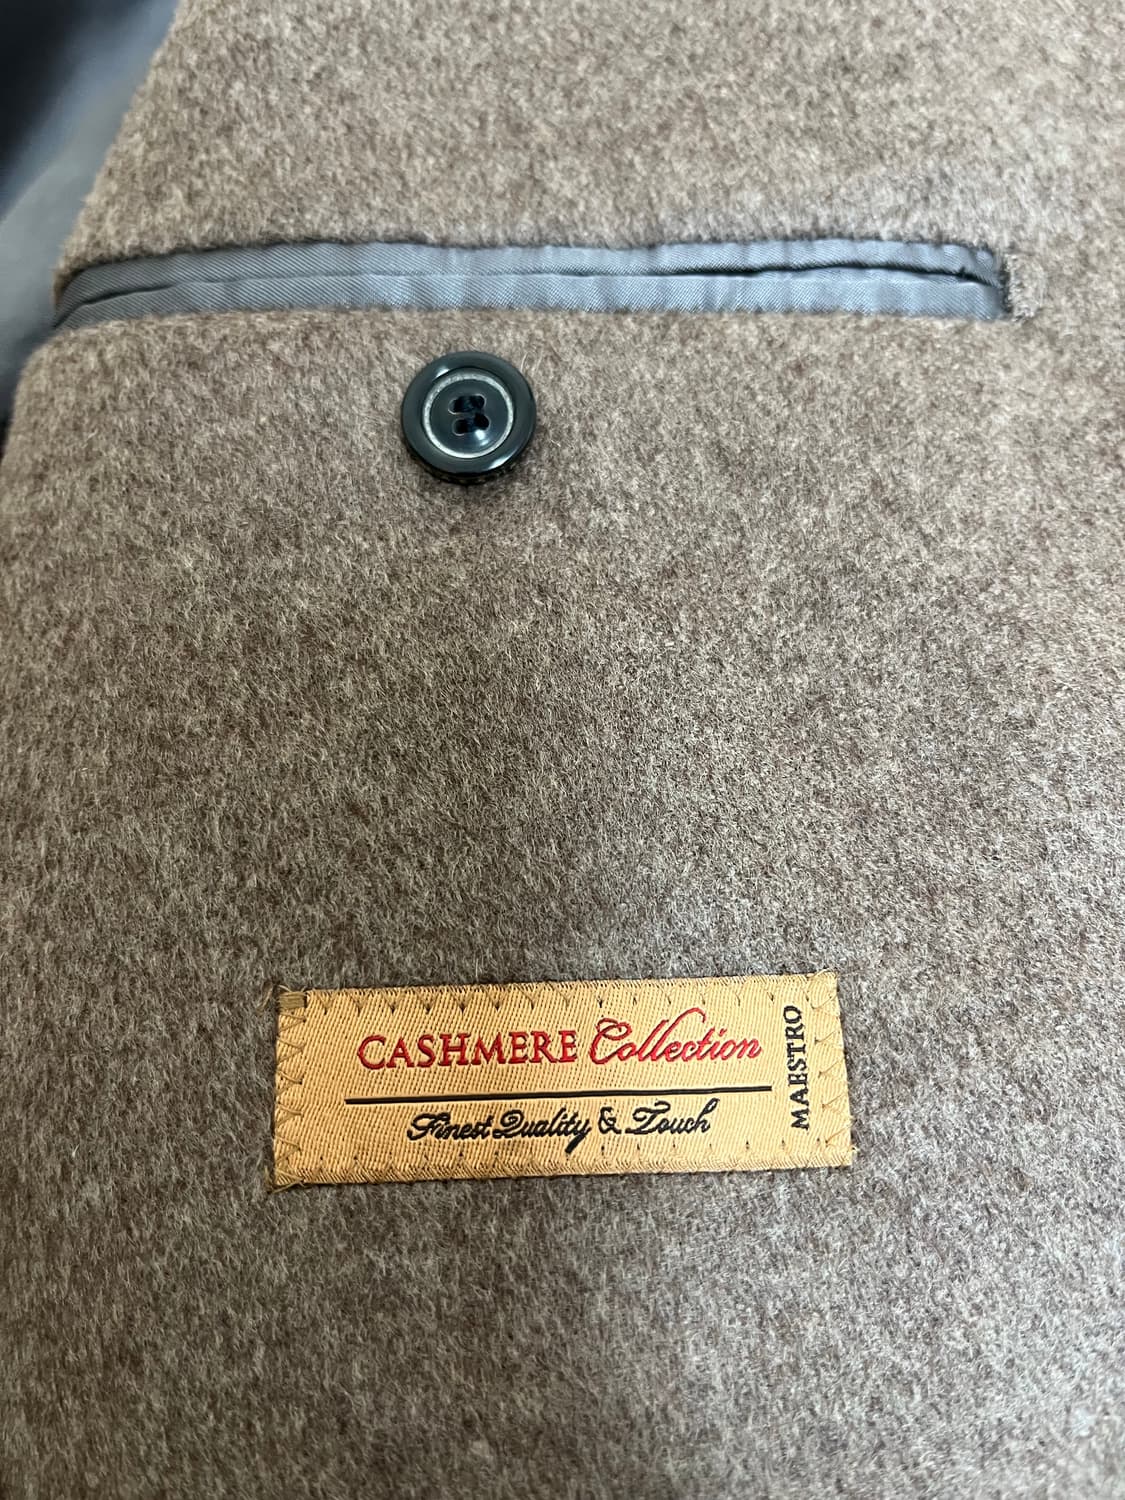 CASHMERE Collection
Finest Quality & Touch
MAESTRO